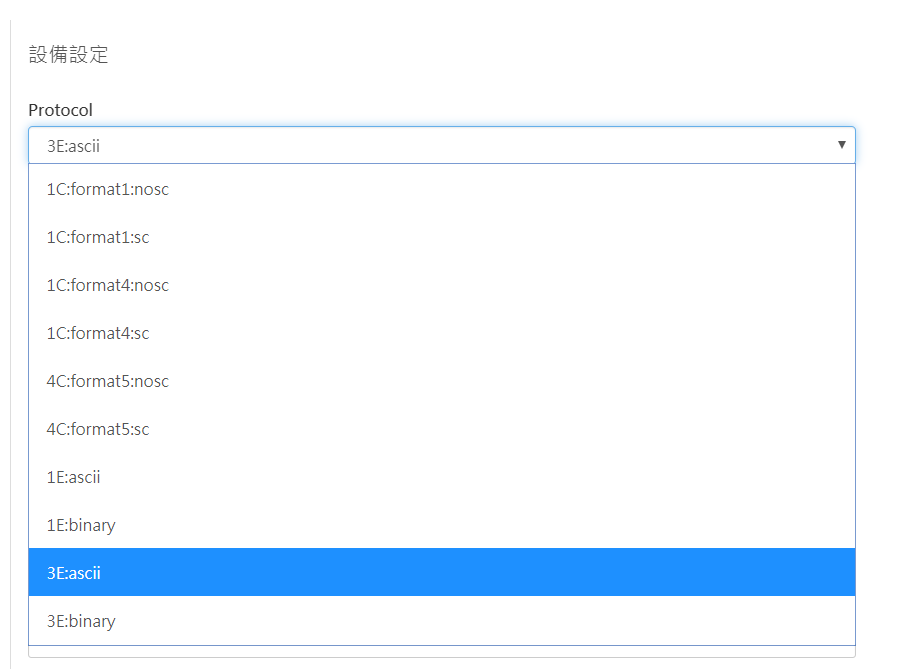 設備設定
Protocol
3E:ascii
1C:format1:nosc
1C:format1:sc
1C:format4:nosc
1C:format4:sc
4C:format5:nosc
4C:format5:sc
1E:ascii
1E:binary
3E:ascii
3E:binary